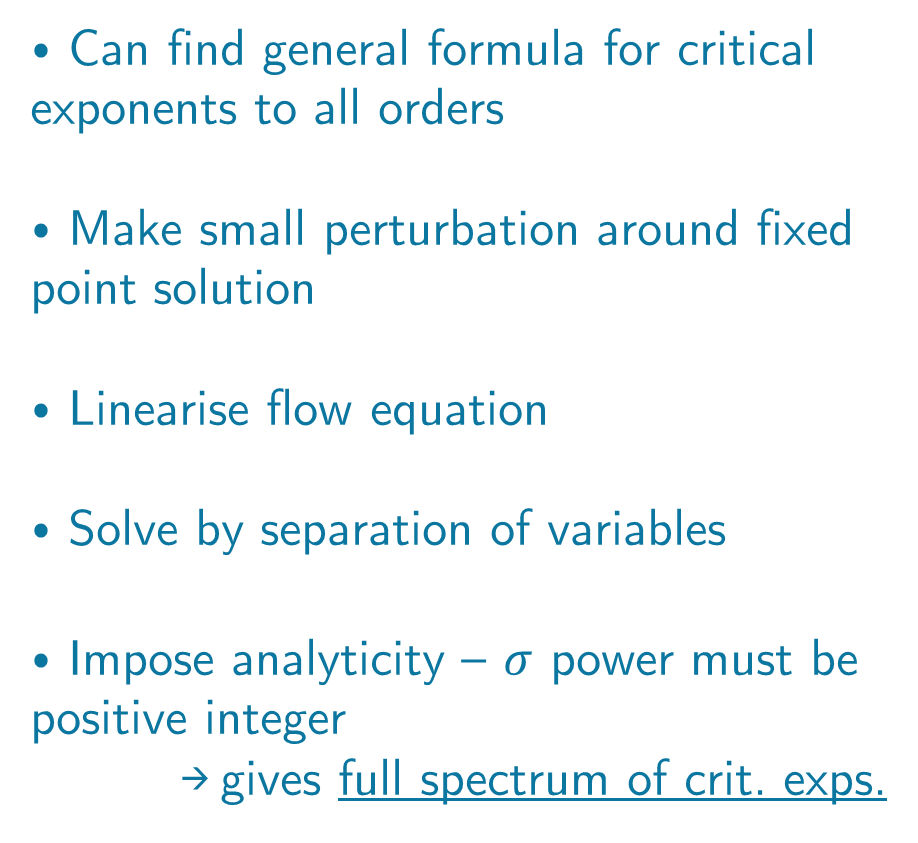 • Can find general formula for critical
exponents to all orders
• Make small perturbation around fixed
point solution
• Linearise flow equation
• Solve by separation of variables
• Impose analyticity – σ power must be
positive integer
→ gives full spectrum of crit. exps.